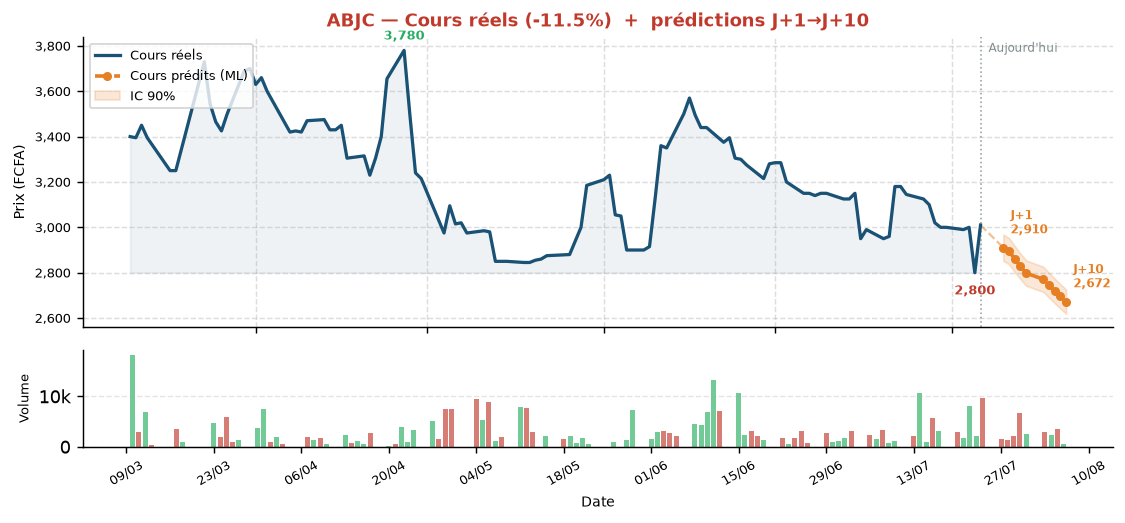 ABJC — Cours réels (-11.5%)  +  prédictions J+1→J+10
3,780
Aujourd'hui
Cours réels
Cours prédits (ML)
IC 90%
Prix (FCFA)
3,800
3,600
3,400
3,200
3,000
2,800
2,600
J+1
2,910
J+10
2,672
2,800
Volume
10k
0
09/03
23/03
06/04
20/04
04/05
18/05
01/06
15/06
29/06
13/07
27/07
10/08
Date